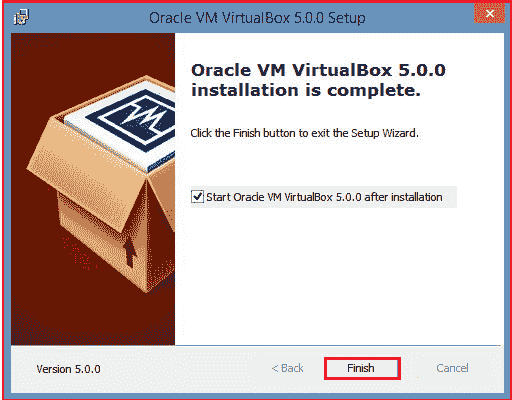 Oracle VM VirtualBox 5.0.0 Setup
Oracle VM VirtualBox 5.0.0
installation is complete.
Click the Finish button to exit the Setup Wizard.
Start Oracle VM VirtualBox 5.0.0 after installation
Version 5.0.0
< Back
Finish
Cancel